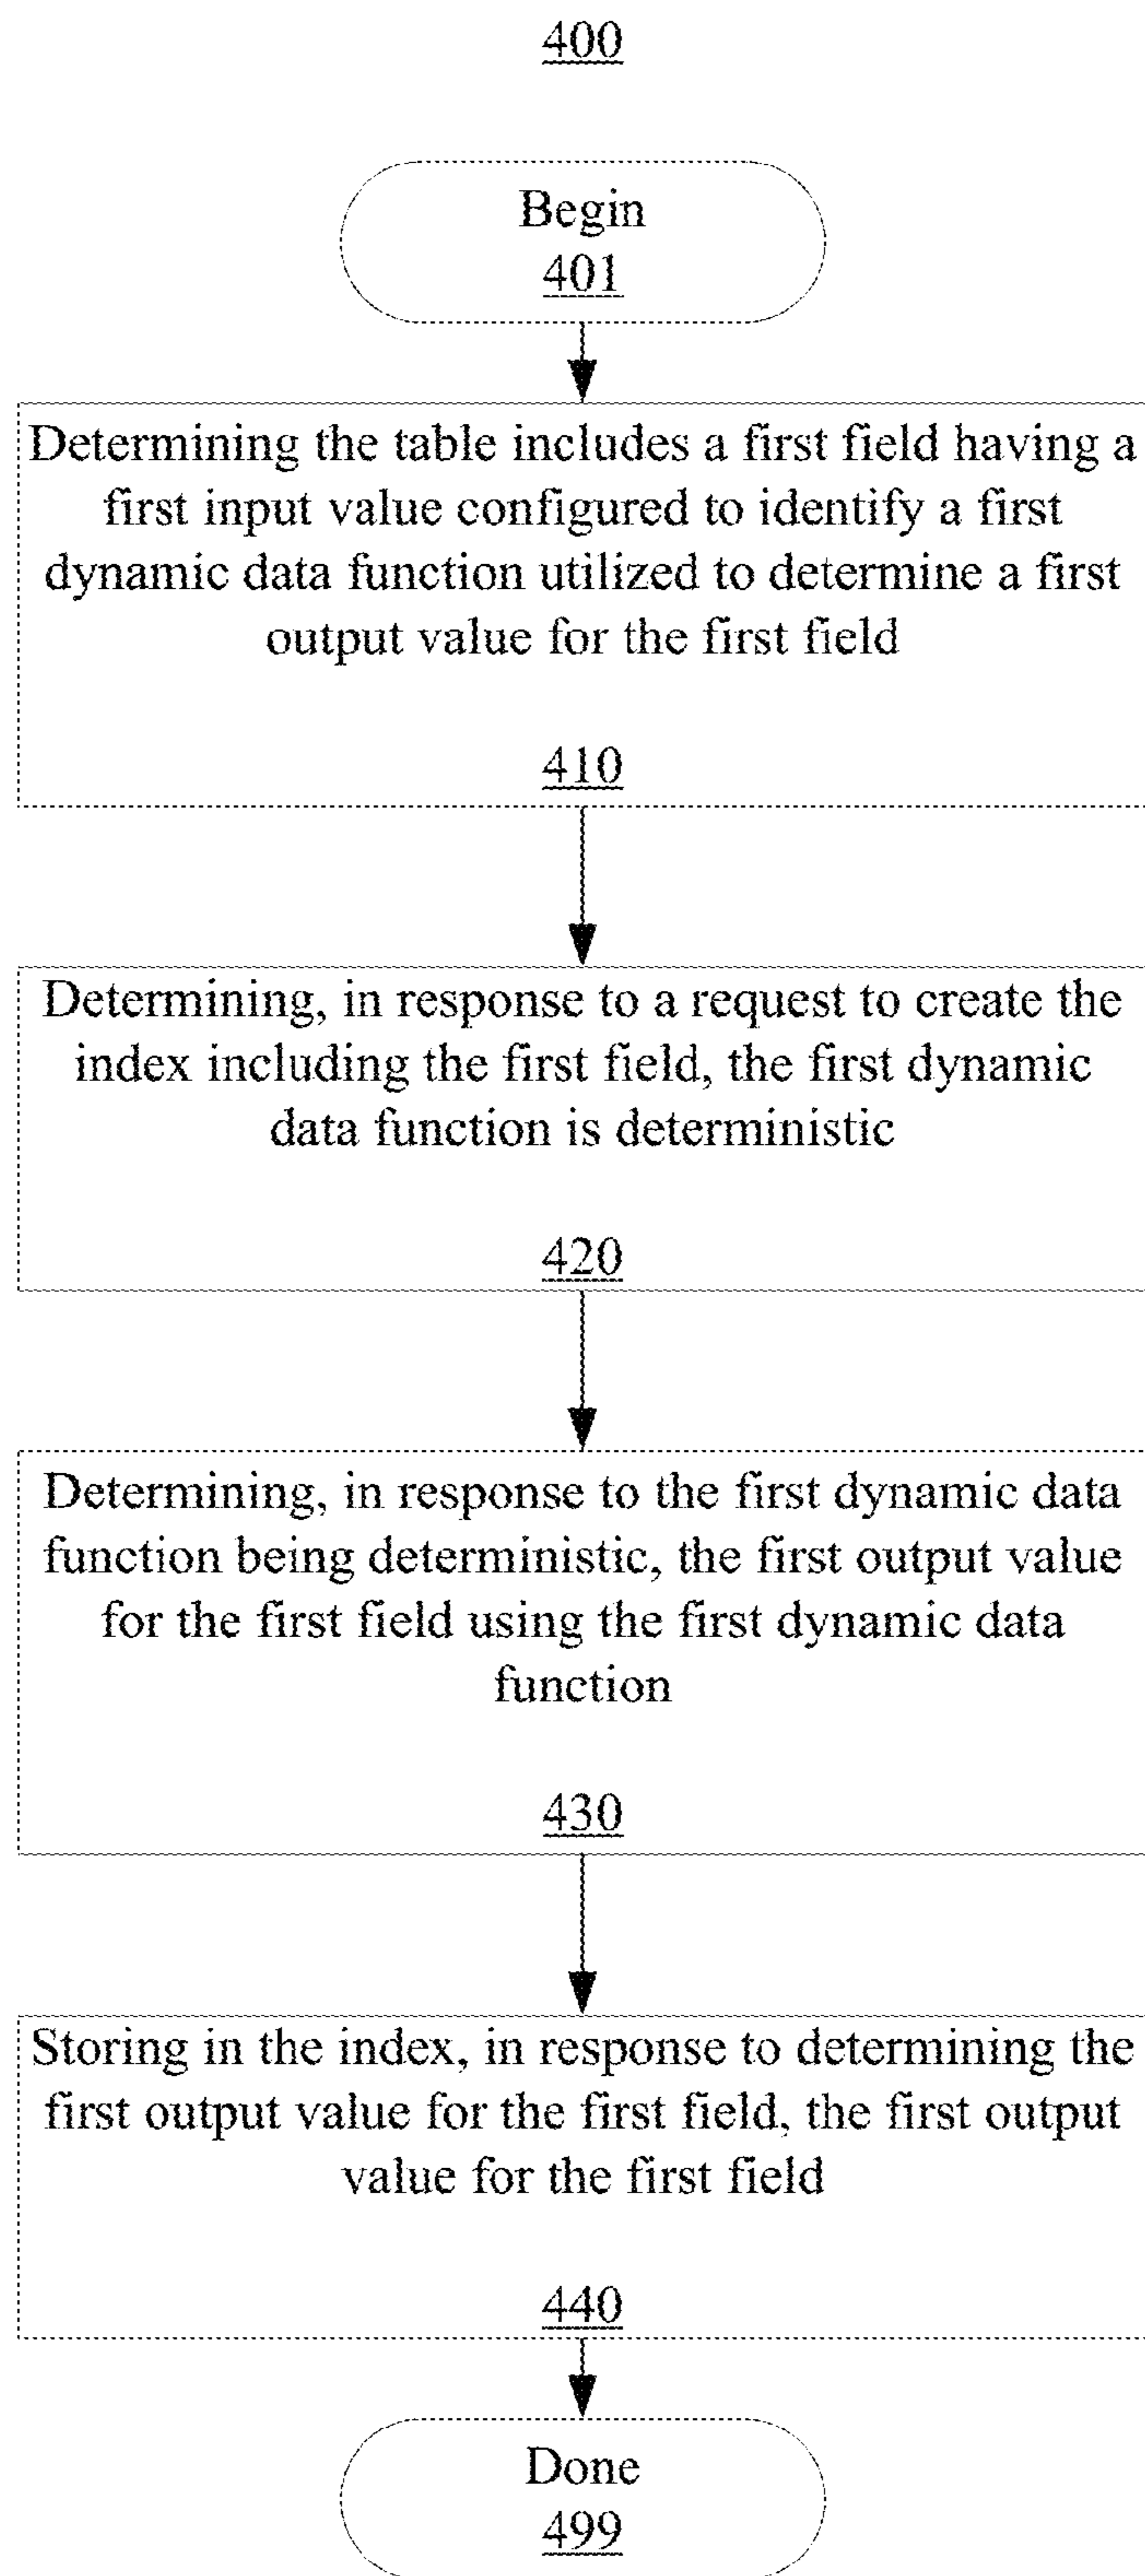 400
Begin
401
Determining the table includes a first field having a
first input value configured to identify a first
dynamic data function utilized to determine a first
output value for the first field
410
Determining, in response to a request to create the
index including the first field, the first dynamic
data function is deterministic
420
Determining, in response to the first dynamic data
function being deterministic, the first output value
for the first field using the first dynamic data
function
430
Storing in the index, in response to determining the
first output value for the first field, the first output
value for the first field
440
Done
499